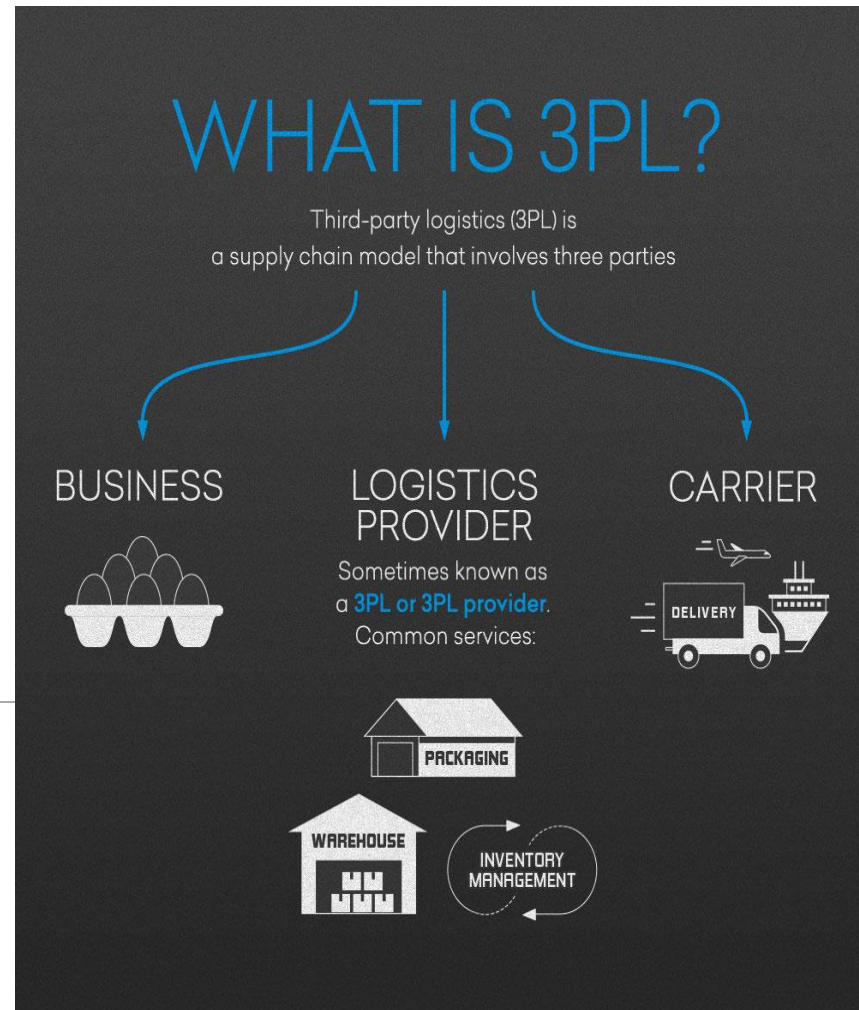 WHAT IS 3PL?
Third-party logistics (3PL) is
a supply chain model that involves three parties
BUSINESS
LOGISTICS
PROVIDER
Sometimes known as
a 3PL or 3PL provider.
Common services:
CARRIER
DELIVERY
PACKAGING
WAREHOUSE
INVENTORY
MANAGEMENT